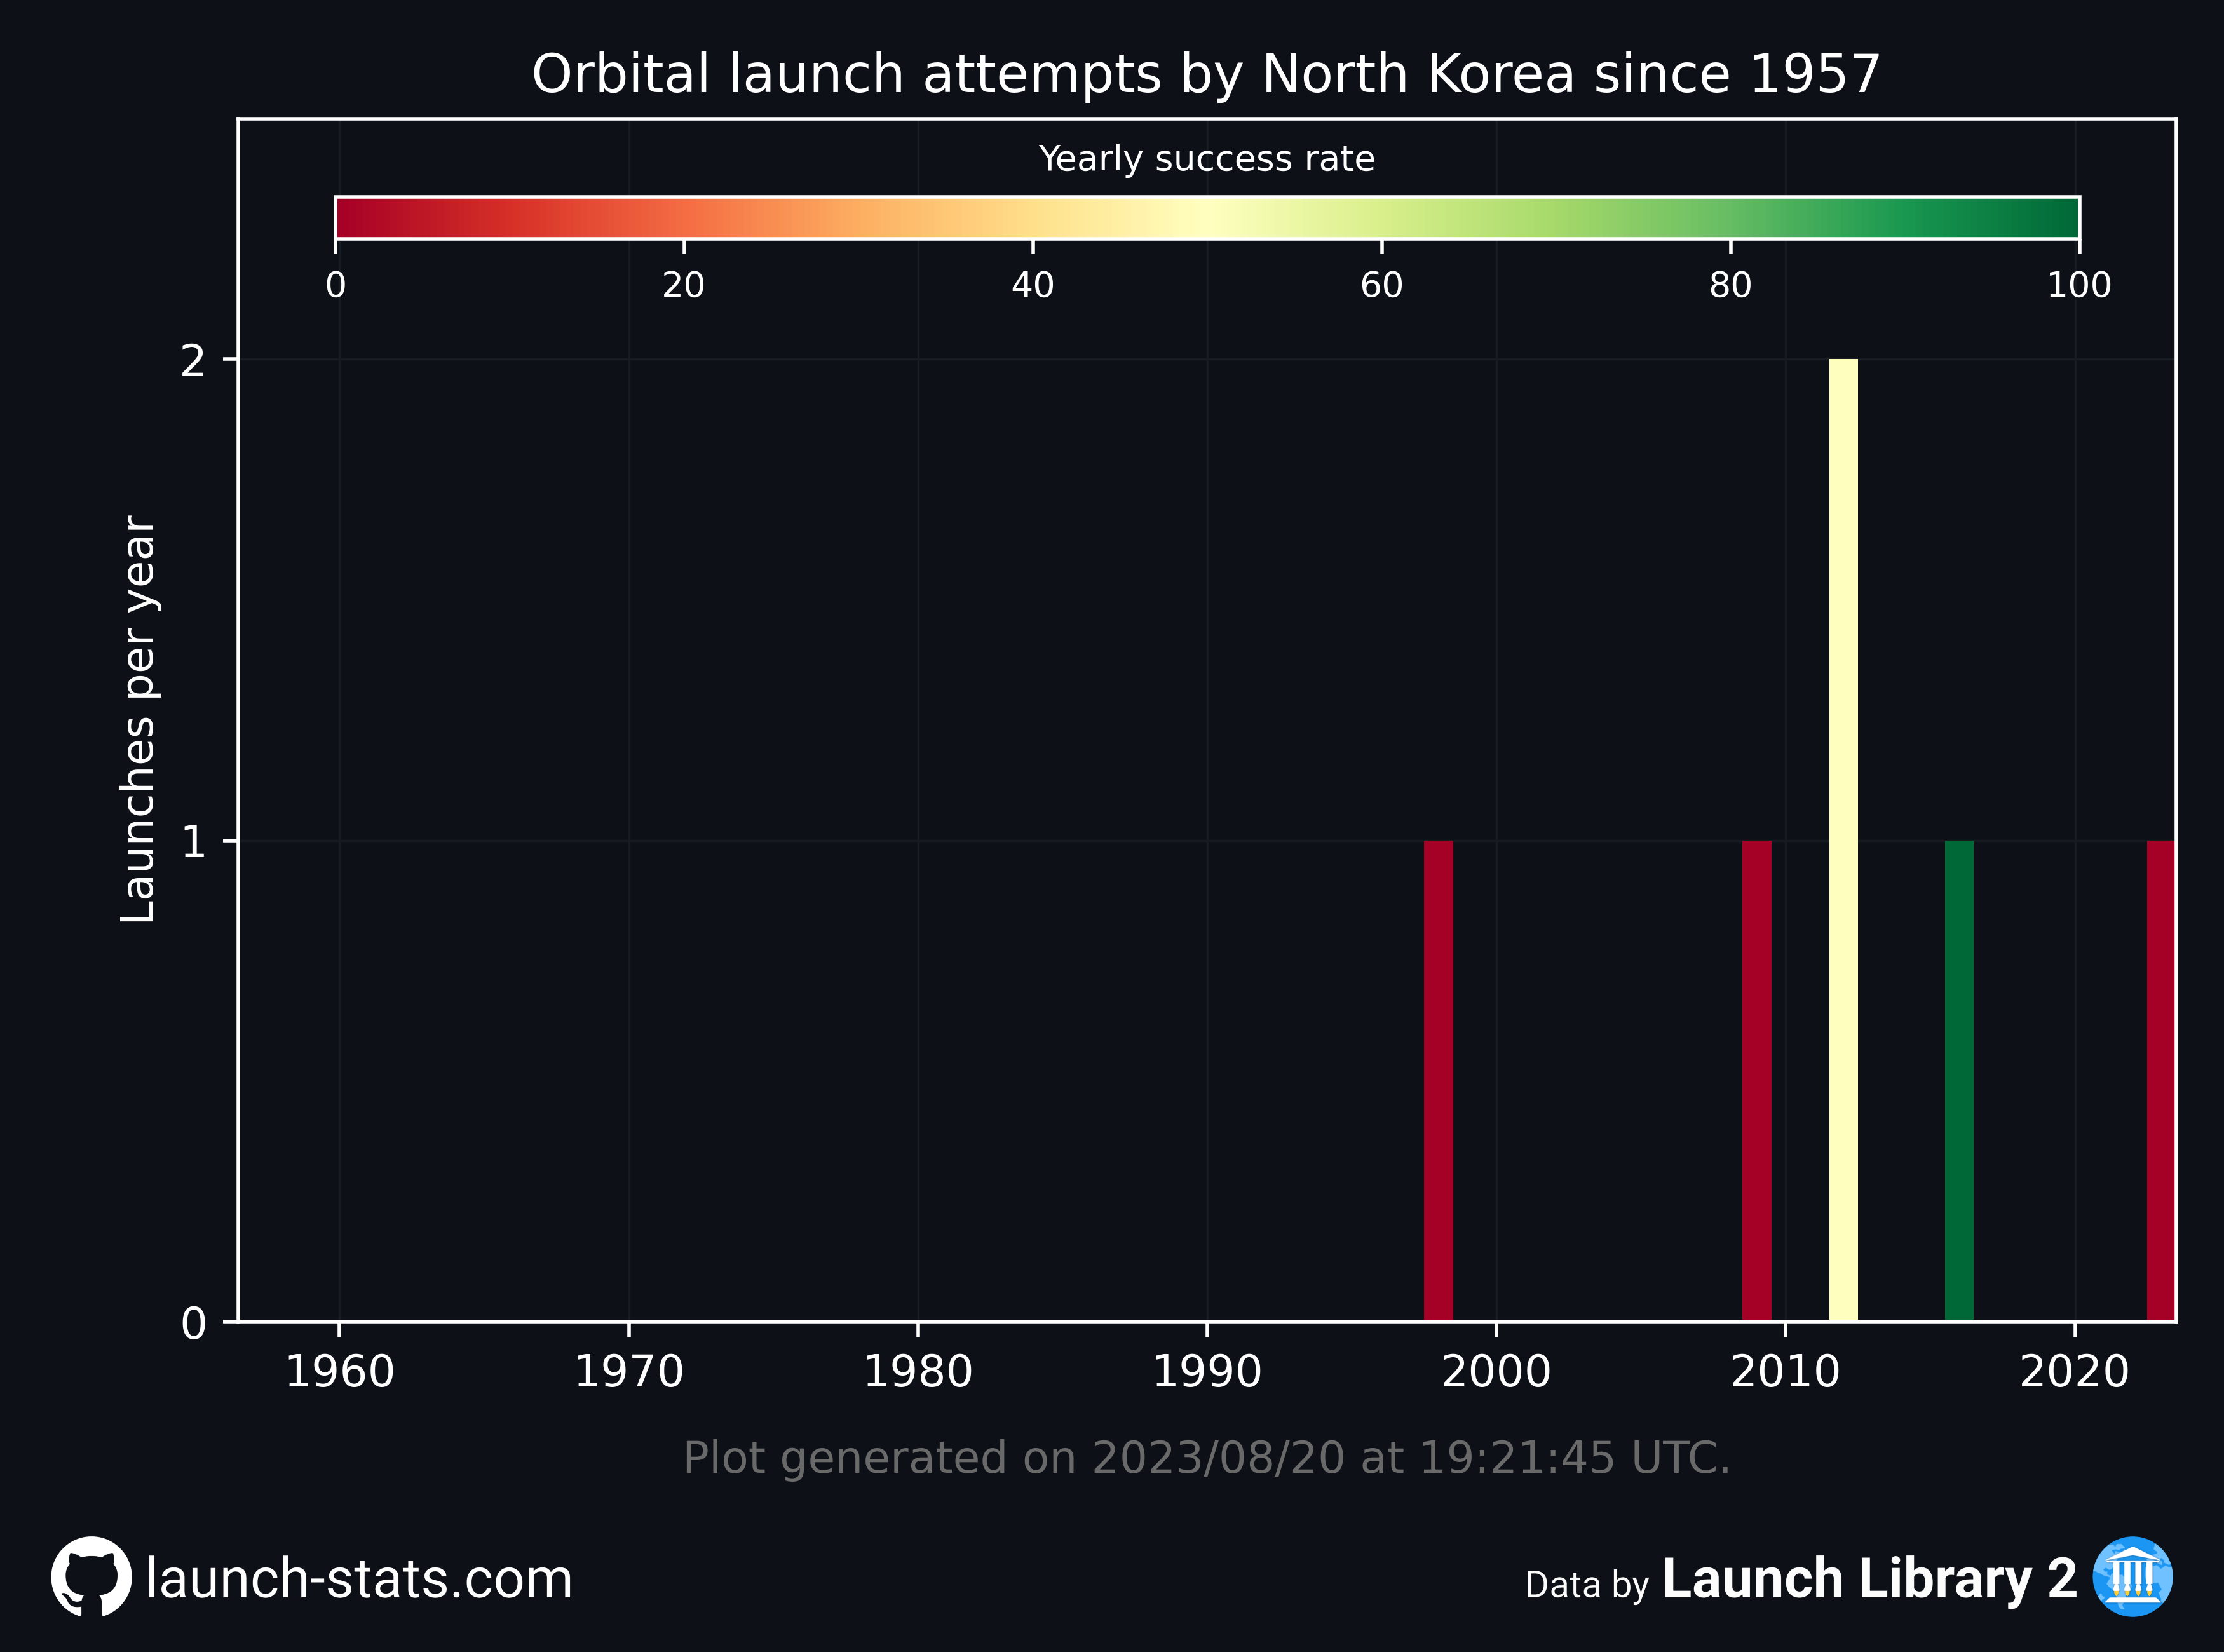 Orbital launch attempts by North Korea since 1957
Yearly success rate
0 20 40 60 80 100
2
1
0
Launches per year
1960 1970 1980 1990 2000 2010 2020
Plot generated on 2023/08/20 at 19:21:45 UTC.
launch-stats.com
Data by Launch Library 2